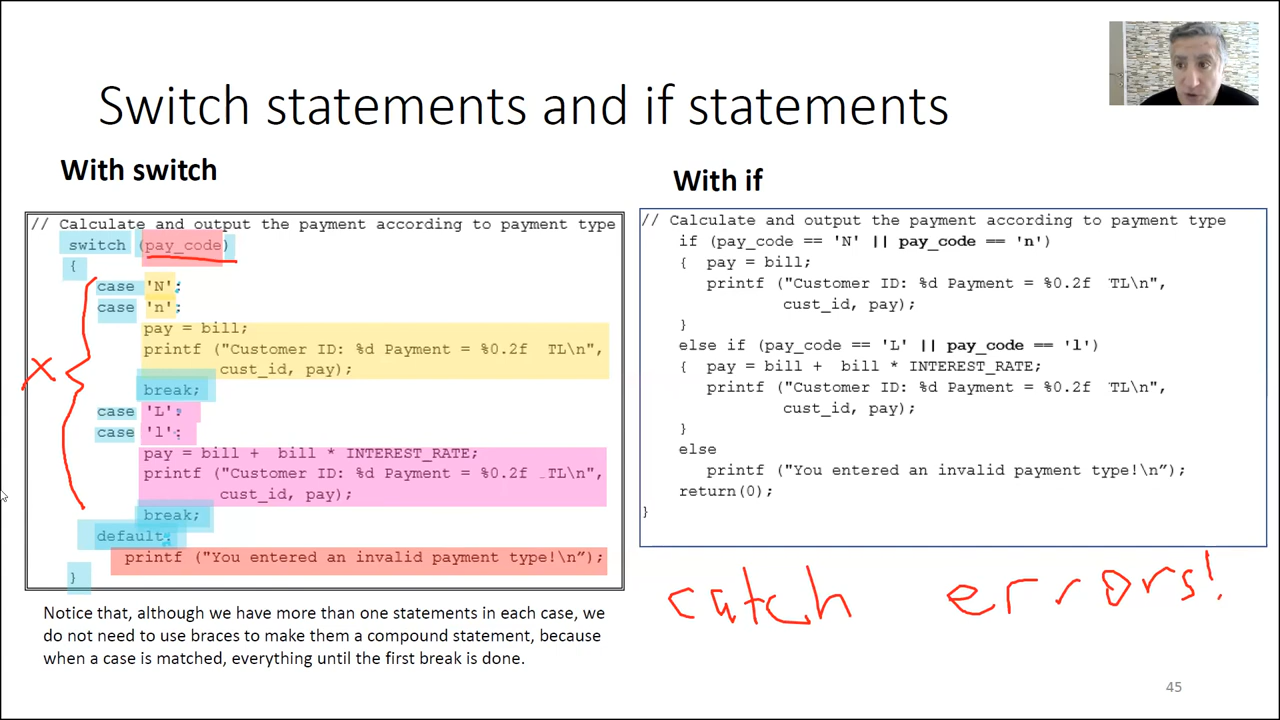 Switch statements and if statements
With switch
// Calculate and output the payment according to payment type
switch (pay_code)
{
case 'N':
case 'n':
pay = bill;
printf ("Customer ID: %d Payment = %0.2f TL\n",
cust_id, pay);
break;
case 'L':
case 'l':
pay = bill + bill * INTEREST_RATE;
printf ("Customer ID: %d Payment = %0.2f TL\n",
cust_id, pay);
break;
default:
printf ("You entered an invalid payment type!\n”);
}
X
Notice that, although we have more than one statements in each case, we
do not need to use braces to make them a compound statement, because
when a case is matched, everything until the first break is done.
With if
// Calculate and output the payment according to payment type
if (pay_code == 'N' || pay_code == 'n')
{ pay = bill;
printf ("Customer ID: %d Payment = %0.2f TL\n",
cust_id, pay);
}
else if (pay_code == 'L' || pay_code == 'l')
{ pay = bill + bill * INTEREST_RATE;
printf ("Customer ID: %d Payment = %0.2f TL\n",
cust_id, pay);
}
else
printf ("You entered an invalid payment type!\n”);
return(0);
}
catch errors!
45